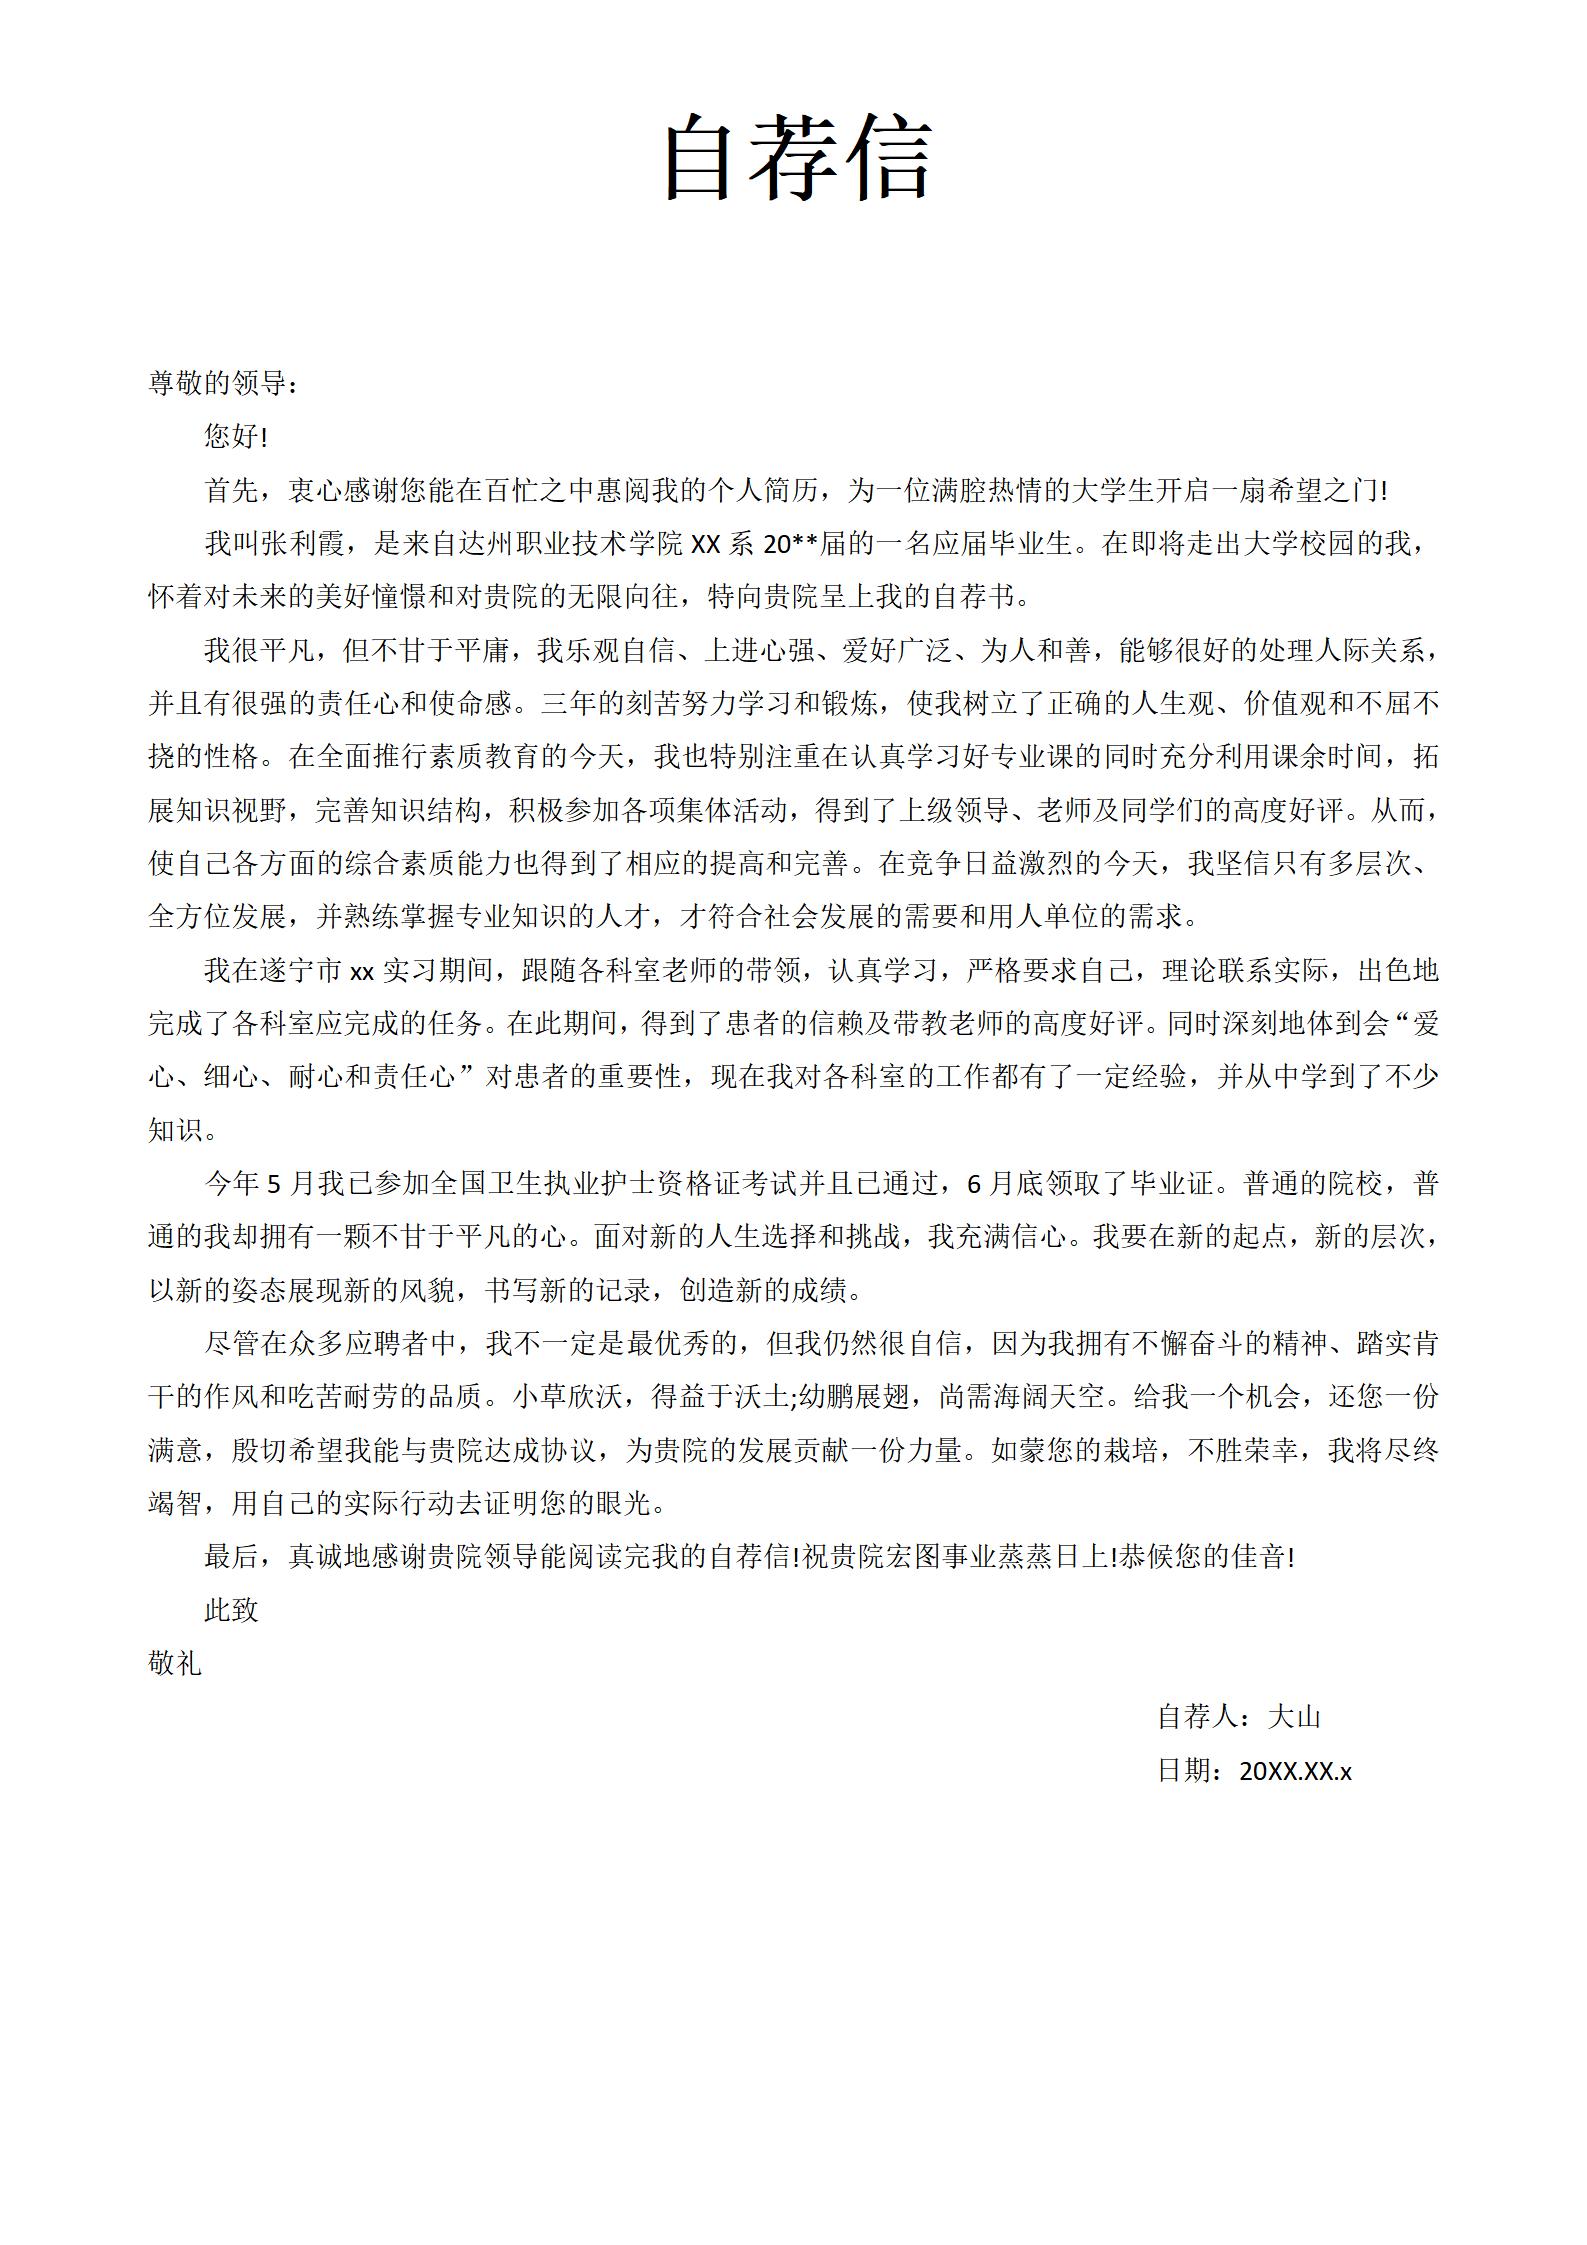 自荐信
尊敬的领导：
您好!
首先，衷心感谢您能在百忙之中惠阅我的个人简历，为一位满腔热情的大学生开启一扇希望之门!
我叫张利霞，是来自达州职业技术学院 XX 系 20**届的一名应届毕业生。在即将走出大学校园的我，
怀着对未来的美好憧憬和对贵院的无限向往，特向贵院呈上我的自荐书。
我很平凡，但不甘于平庸，我乐观自信、上进心强、爱好广泛、为人和善，能够很好的处理人际关系，
并且有很强的责任心和使命感。三年的刻苦努力学习和锻炼，使我树立了正确的人生观、价值观和不屈不
挠的性格。在全面推行素质教育的今天，我也特别注重在认真学习好专业课的同时充分利用课余时间，拓
展知识视野，完善知识结构，积极参加各项集体活动，得到了上级领导、老师及同学们的高度好评。从而，
使自己各方面的综合素质能力也得到了相应的提高和完善。在竞争日益激烈的今天，我坚信只有多层次、
全方位发展，并熟练掌握专业知识的人才，才符合社会发展的需要和用人单位的需求。
我在遂宁市 xx 实习期间，跟随各科室老师的带领，认真学习，严格要求自己，理论联系实际，出色地
完成了各科室应完成的任务。在此期间，得到了患者的信赖及带教老师的高度好评。同时深刻地体到会“爱
心、细心、耐心和责任心”对患者的重要性，现在我对各科室的工作都有了一定经验，并从中学到了不少
知识。
今年 5 月我已参加全国卫生执业护士资格证考试并且已通过，6 月底领取了毕业证。普通的院校，普
通的我却拥有一颗不甘于平凡的心。面对新的人生选择和挑战，我充满信心。我要在新的起点，新的层次，
以新的姿态展现新的风貌，书写新的记录，创造新的成绩。
尽管在众多应聘者中，我不一定是最优秀的，但我仍然很自信，因为我拥有不懈奋斗的精神、踏实肯
干的作风和吃苦耐劳的品质。小草欣沃，得益于沃土;幼鹏展翅，尚需海阔天空。给我一个机会，还您一份
满意，殷切希望我能与贵院达成协议，为贵院的发展贡献一份力量。如蒙您的栽培，不胜荣幸，我将尽终
竭智，用自己的实际行动去证明您的眼光。
最后，真诚地感谢贵院领导能阅读完我的自荐信!祝贵院宏图事业蒸蒸日上!恭候您的佳音!
此致
敬礼
自荐人：大山
日期：20XX.XX.x